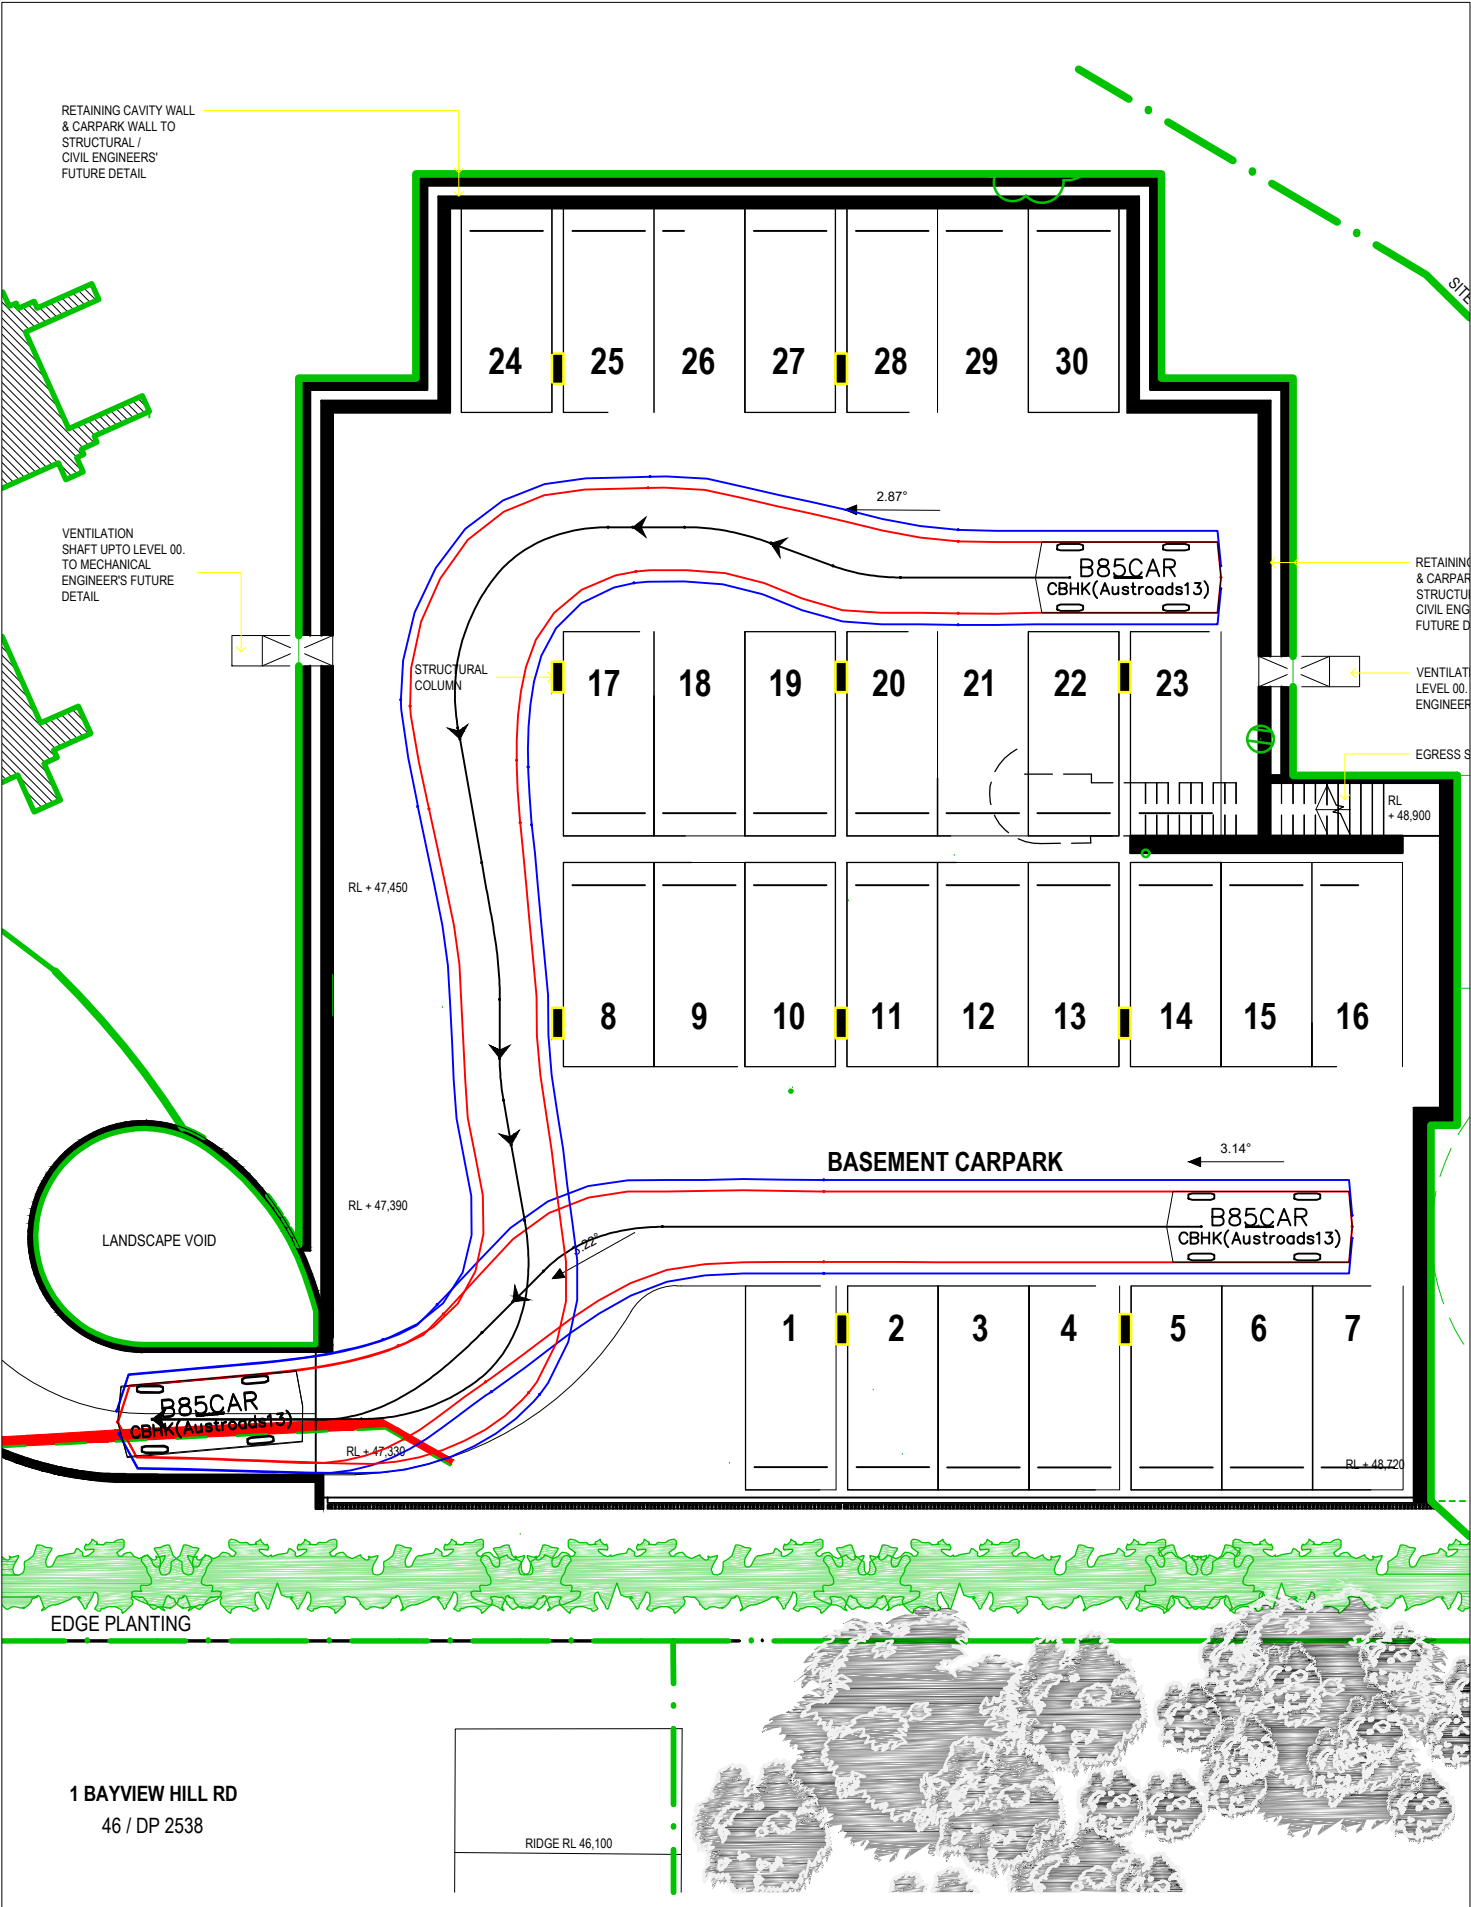 RETAINING CAVITY WALL
& CARPARK WALL TO
STRUCTURAL /
CIVIL ENGINEERS'
FUTURE DETAIL
SITE
24
25
26
27
28
29
30
2.87°
VENTILATION
SHAFT UPTO LEVEL 00.
TO MECHANICAL
ENGINEER'S FUTURE
DETAIL
B85CAR
CBHK(Austroads13)
RETAINING
& CARPAR
STRUCTU
CIVIL ENG
FUTURE D
STRUCTURAL
COLUMN
17
18
19
20
21
22
23
VENTILAT
LEVEL 00.
ENGINEER
EGRESS S
RL
+ 48,900
RL + 47,450
8
9
10
11
12
13
14
15
16
BASEMENT CARPARK
3.14°
RL + 47,390
LANDSCAPE VOID
B85CAR
CBHK(Austroads13)
3.22°
1
2
3
4
5
6
7
B85CAR
CBHK(Austroads13)
RL + 47,330
RL + 48,720
EDGE PLANTING
1 BAYVIEW HILL RD
46 / DP 2538
RIDGE RL 46,100